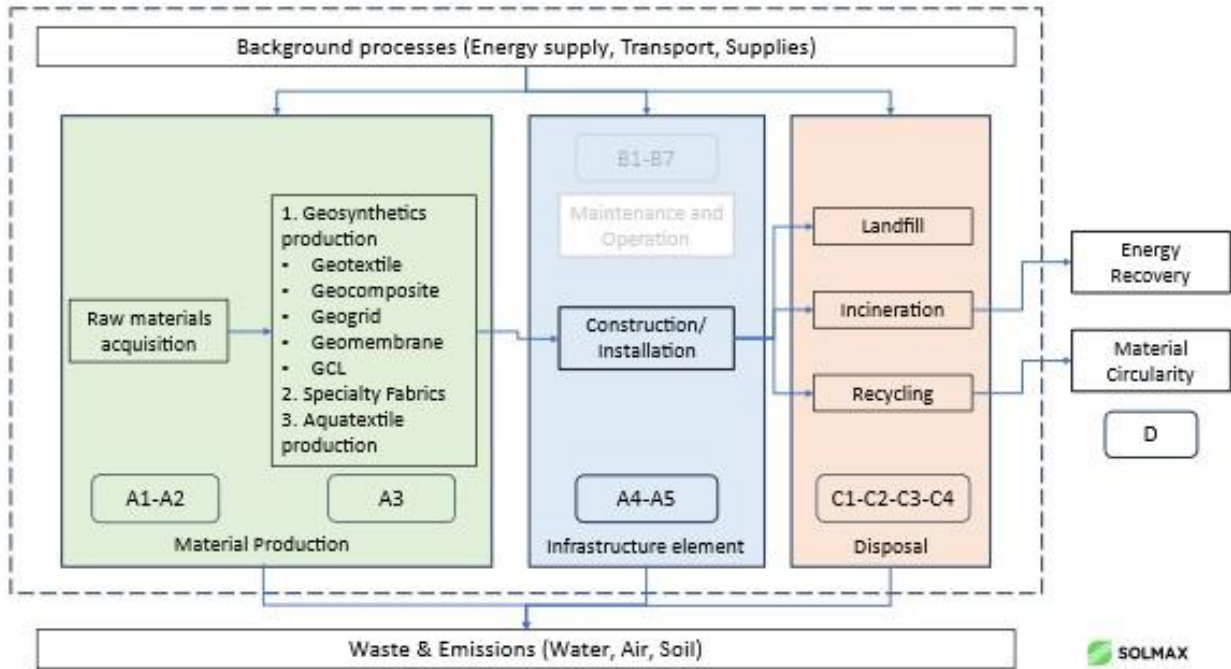 Background processes (Energy supply, Transport, Supplies)
B1-B7
Maintenance and
Operation
1. Geosynthetics
production
▪ Geotextile
▪ Geocomposite
▪ Geogrid
▪ Geomembrane
▪ GCL
2. Specialty Fabrics
3. Aquatextile
production
Raw materials
acquisition
Construction/
Installation
Landfill
Incineration
Recycling
Energy
Recovery
Material
Circularity
D
A1-A2
A3
A4-A5
C1-C2-C3-C4
Material Production
Infrastructure element
Disposal
Waste & Emissions (Water, Air, Soil)
SOLMAX